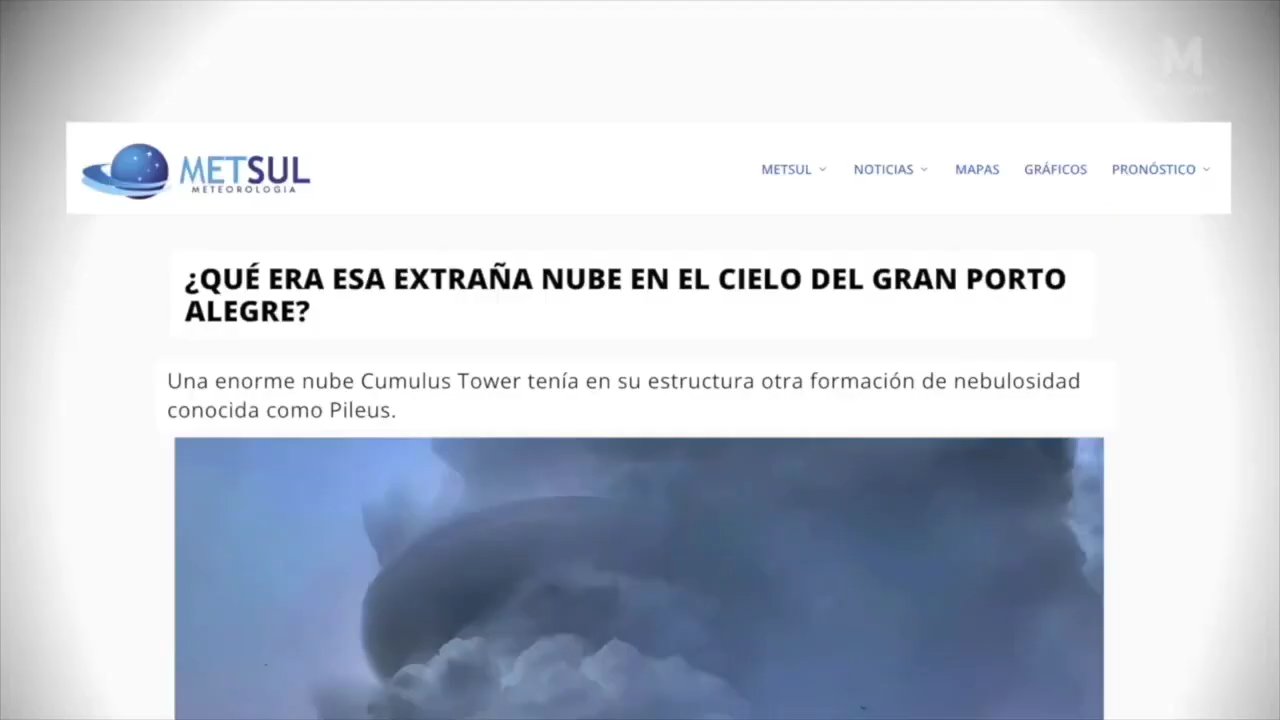 M
METSUL
METEOROLOGIA
METSUL
NOTICIAS
MAPAS
GRÁFICOS
PRONÓSTICO
¿QUÉ ERA ESA EXTRAÑA NUBE EN EL CIELO DEL GRAN PORTO
ALEGRE?
Una enorme nube Cumulus Tower tenía en su estructura otra formación de nebulosidad
conocida como Pileus.